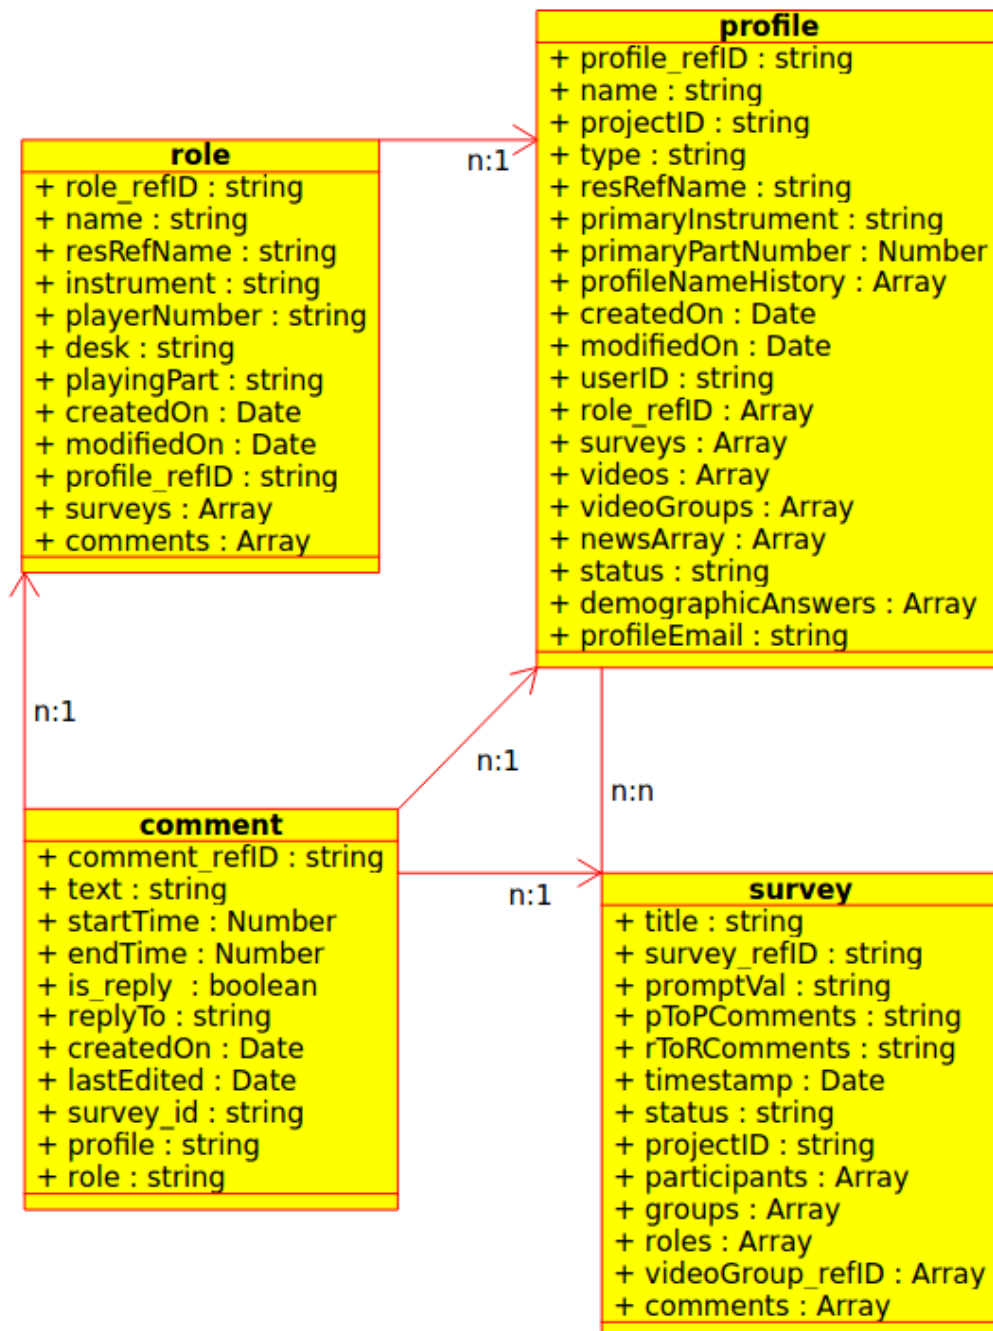 profile
+ profile_refID : string
+ name : string
+ projectID : string
+ type : string
+ resRefName : string
+ primaryInstrument : string
+ primaryPartNumber : Number
+ profileNameHistory : Array
+ createdOn : Date
+ modifiedOn : Date
+ userID : string
+ role_refID : Array
+ surveys : Array
+ videos : Array
+ videoGroups : Array
+ newsArray : Array
+ status : string
+ demographicAnswers : Array
+ profileEmail : string
n:1
role
+ role_refID : string
+ name : string
+ resRefName : string
+ instrument : string
+ playerNumber : string
+ desk : string
+ playingPart : string
+ createdOn : Date
+ modifiedOn : Date
+ profile_refID : string
+ surveys : Array
+ comments : Array
n:1
n:1
n:n
comment
+ comment_refID : string
+ text : string
+ startTime : Number
+ endTime : Number
+ is_reply  : boolean
+ replyTo : string
+ createdOn : Date
+ lastEdited : Date
+ survey_id : string
+ profile : string
+ role : string
n:1
survey
+ title : string
+ survey_refID : string
+ promptVal : string
+ pToPComments : string
+ rToRComments : string
+ timestamp : Date
+ status : string
+ projectID : string
+ participants : Array
+ groups : Array
+ roles : Array
+ videoGroup_refID : Array
+ comments : Array